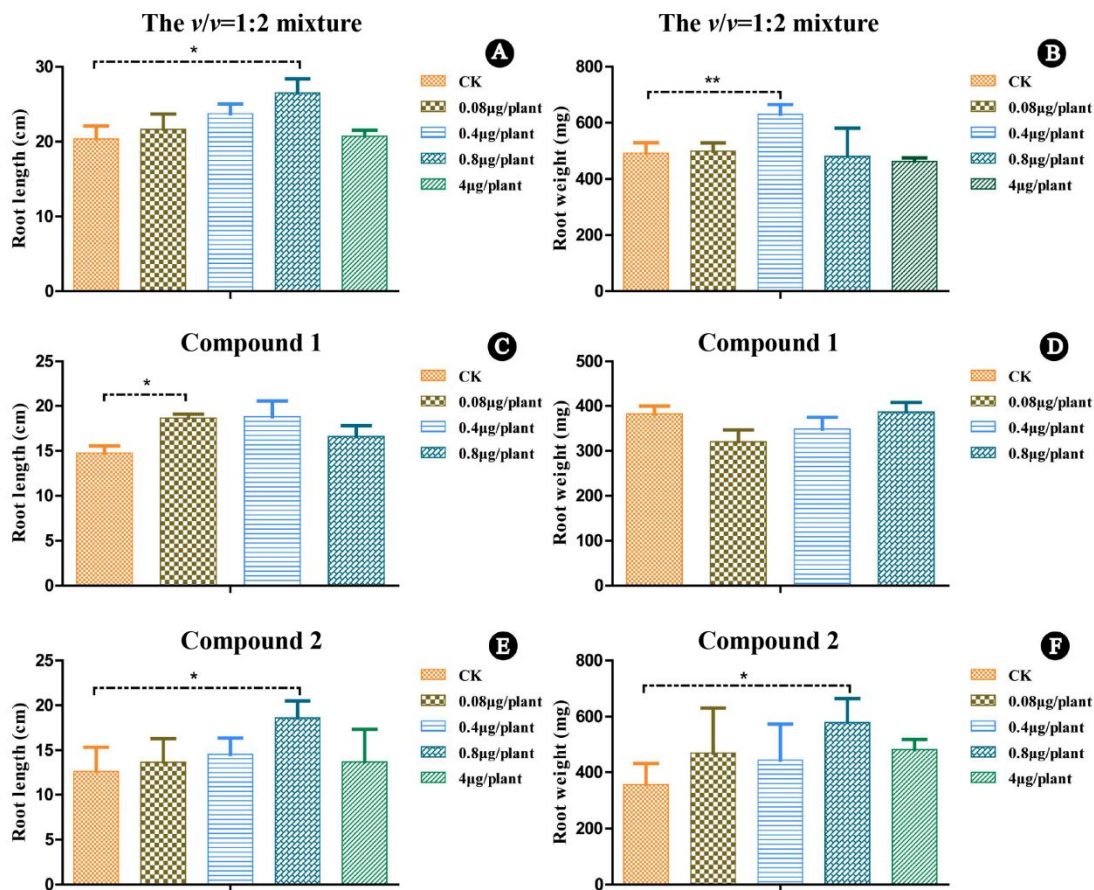 The v/v=1:2 mixture
A
*
30
20
10
0
Root length (cm)
CK
0.08μg/plant
0.4μg/plant
0.8μg/plant
4μg/plant
The v/v=1:2 mixture
B
**
800
600
400
200
0
Root weight (mg)
CK
0.08μg/plant
0.4μg/plant
0.8μg/plant
4μg/plant
Compound 1
C
*
25
20
15
10
5
0
Root length (cm)
CK
0.08μg/plant
0.4μg/plant
0.8μg/plant
Compound 1
D
500
400
300
200
100
0
Root weight (mg)
CK
0.08μg/plant
0.4μg/plant
0.8μg/plant
Compound 2
E
*
25
20
15
10
5
0
Root length (cm)
CK
0.08μg/plant
0.4μg/plant
0.8μg/plant
4μg/plant
Compound 2
F
*
800
600
400
200
0
Root weight (mg)
CK
0.08μg/plant
0.4μg/plant
0.8μg/plant
4μg/plant